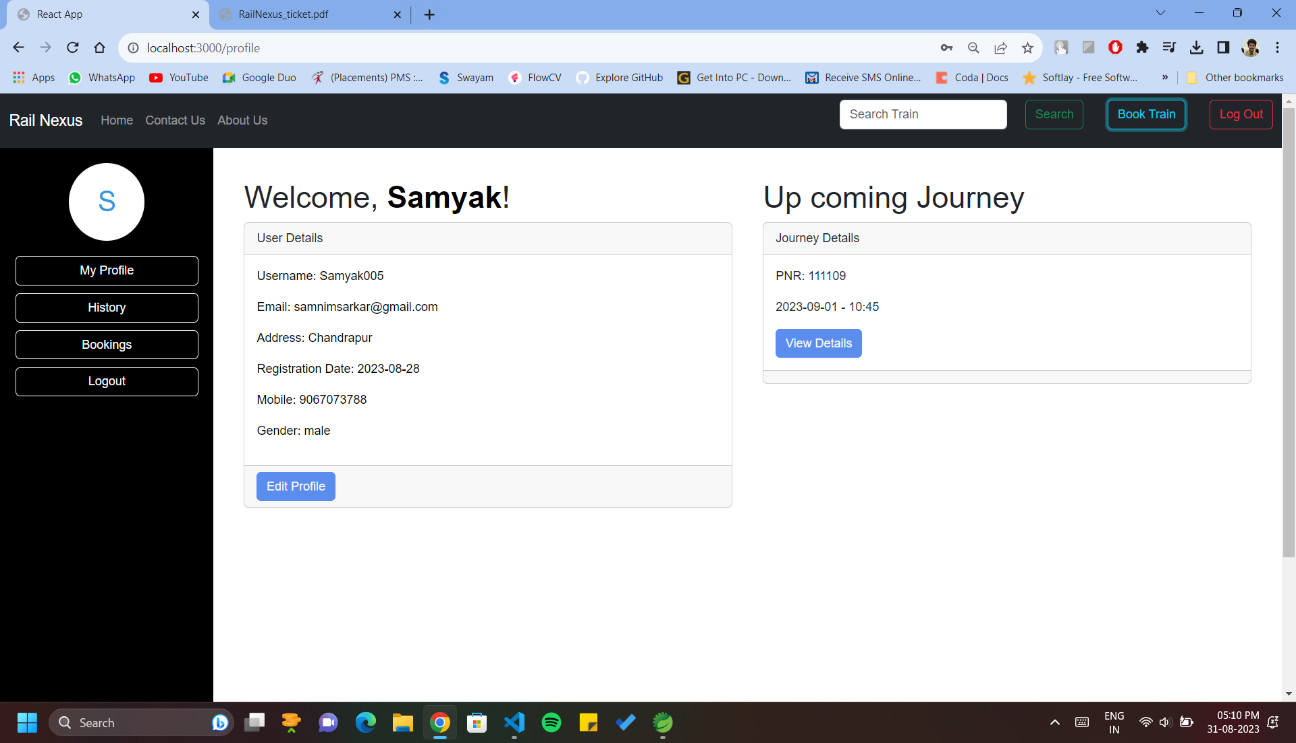 React App
RailNexus_ticket.pdf
localhost:3000/profile
Apps
WhatsApp
YouTube
Google Duo
(Placements) PMS :...
Swayam
FlowCV
Explore GitHub
Get Into PC - Down...
Receive SMS Online...
Coda | Docs
Softlay - Free Softw...
»
Other bookmarks
Rail Nexus
Home
Contact Us
About Us
Search Train
Search
Book Train
Log Out
S
My Profile
History
Bookings
Logout
Welcome, Samyak!
User Details
Username: Samyak005
Email: samnimsarkar@gmail.com
Address: Chandrapur
Registration Date: 2023-08-28
Mobile: 9067073788
Gender: male
Edit Profile
Up coming Journey
Journey Details
PNR: 111109
2023-09-01 - 10:45
View Details
Search
ENG
IN
05:10 PM
31-08-2023